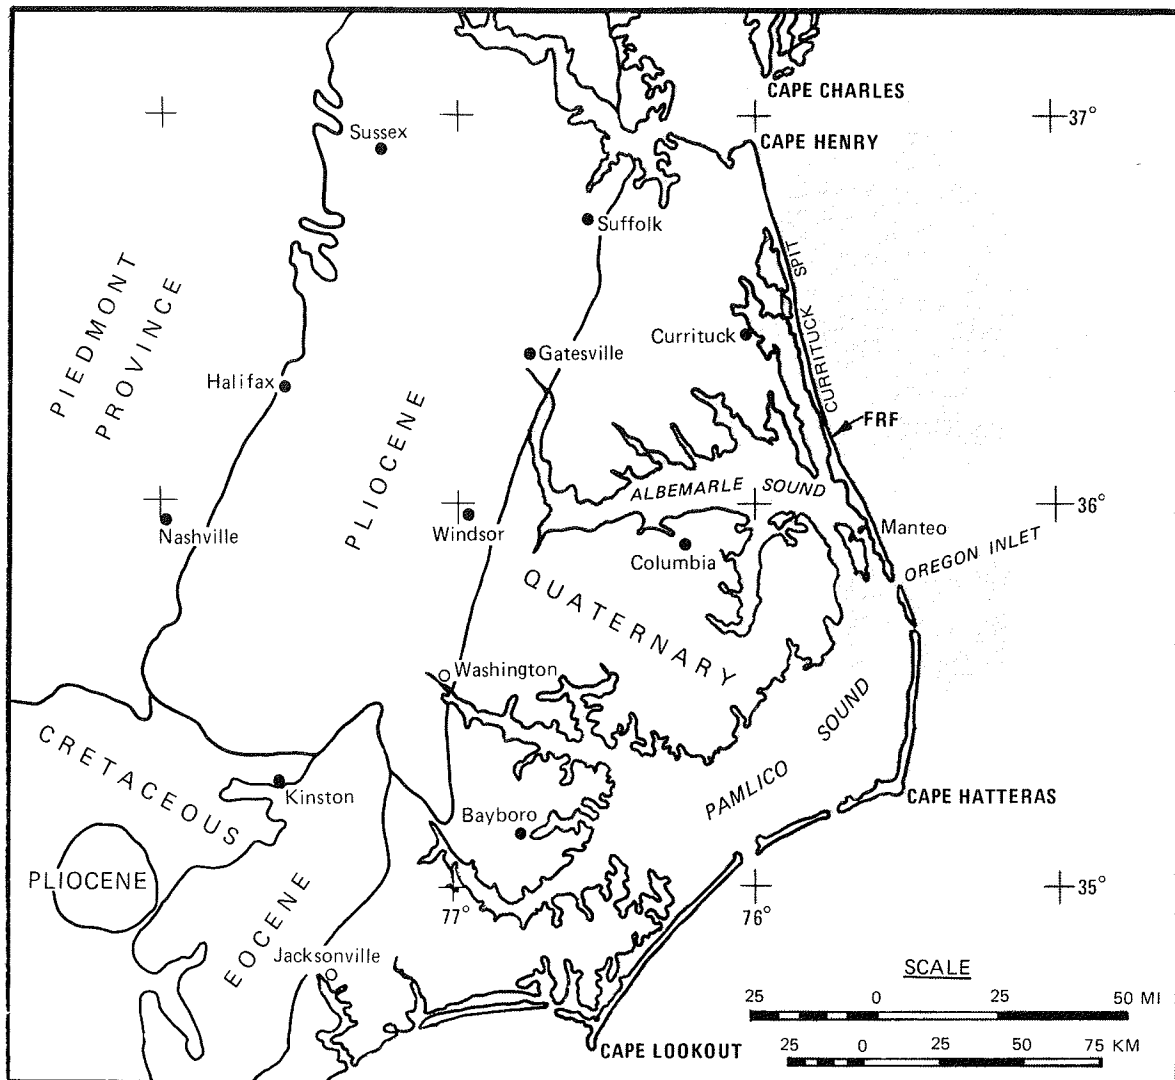 CAPE CHARLES
37°
CAPE HENRY
Sussex
Suffolk
PIEDMONT
PROVINCE
CURRITUCK SPIT
Currituck
Gatesville
Halifax
PLIOCENE
FRF
ALBEMARLE SOUND
36°
Nashville
Windsor
Manteo
Columbia
OREGON INLET
QUATERNARY
Washington
PAMLICO SOUND
CRETACEOUS
Kinston
CAPE HATTERAS
Bayboro
PLIOCENE
35°
77°
76°
EOCENE
Jacksonville
SCALE
25 0 25 50 MI
25 0 25 50 75 KM
CAPE LOOKOUT